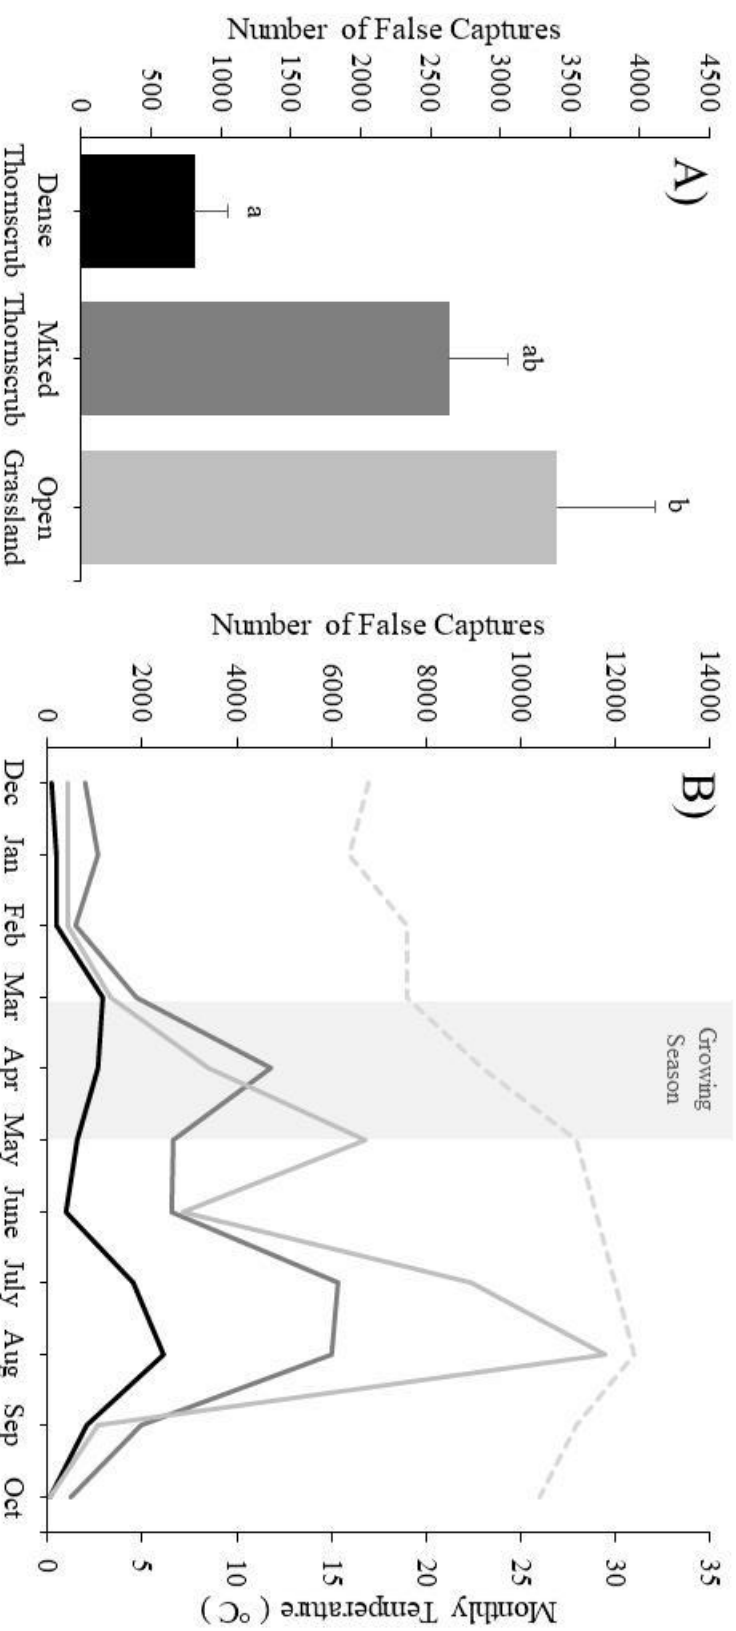 A)
Number of False Captures
4500
4000
3500
3000
2500
2000
1500
1000
500
0
a
ab
b
Dense
Thornscrub
Mixed
Thornscrub
Open
Grassland
B)
Number of False Captures
14000
12000
10000
8000
6000
4000
2000
0
Growing
Season
Dec Jan Feb Mar Apr May June July Aug Sep Oct
35
30
25
20
15
10
5
0
Monthly Temperature ( °C )